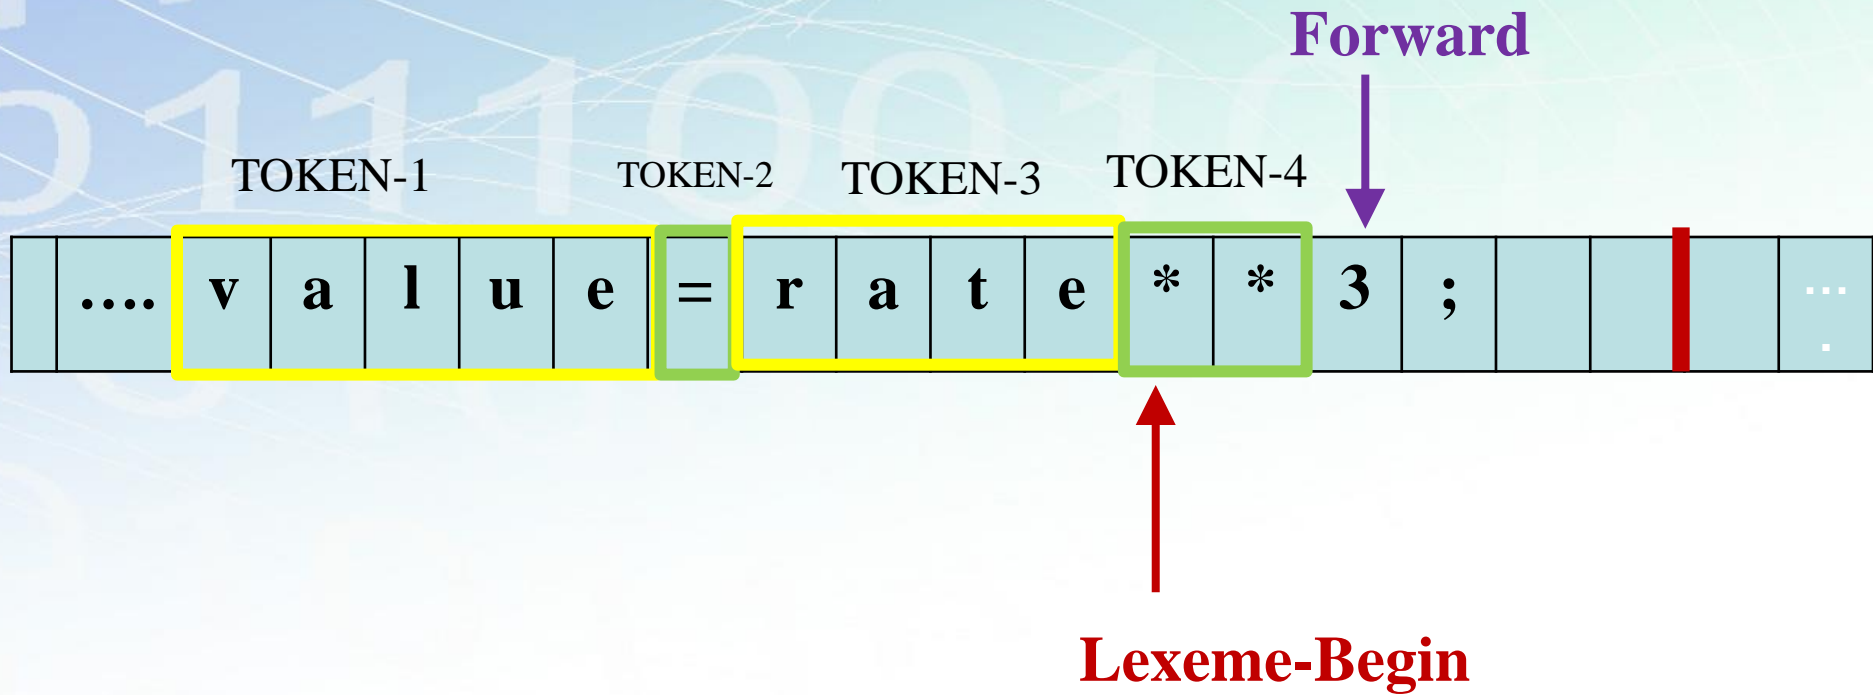 Forward
TOKEN-1 TOKEN-2 TOKEN-3 TOKEN-4
.... v a l u e = r a t e * * 3 ; ....
Lexeme-Begin